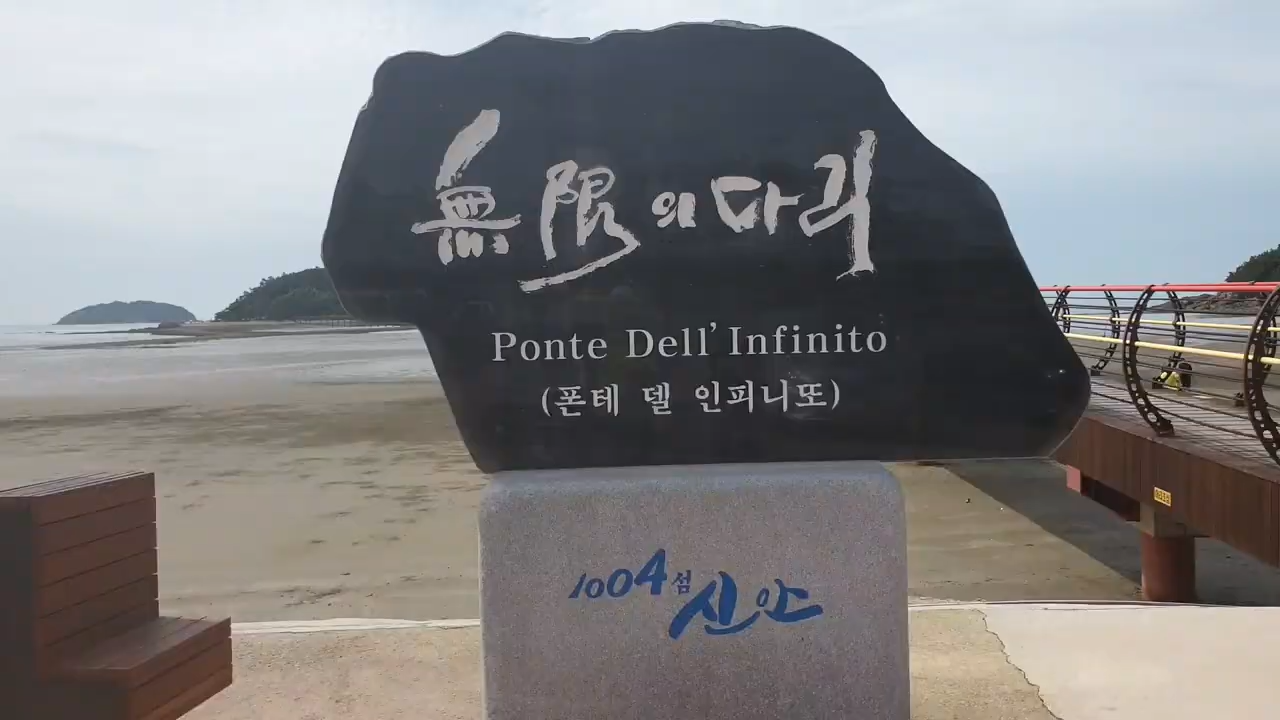 無限의다리
Ponte Dell' Infinito
(폰테 델 인피니또)
1004섬 신안